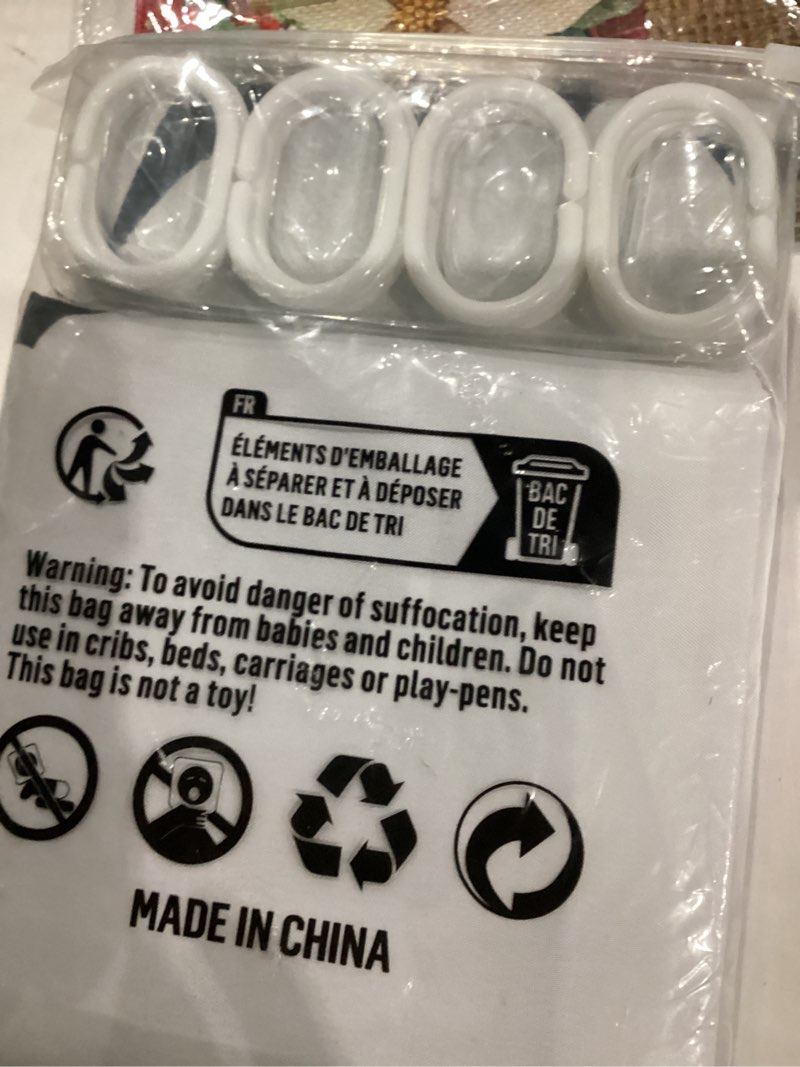 FR
ÉLÉMENTS D'EMBALLAGE
À SÉPARER ET À DÉPOSER
DANS LE BAC DE TRI
BAC
DE
TRI
Warning: To avoid danger of suffocation, keep
this bag away from babies and children. Do not
use in cribs, beds, carriages or play-pens.
This bag is not a toy!
MADE IN CHINA